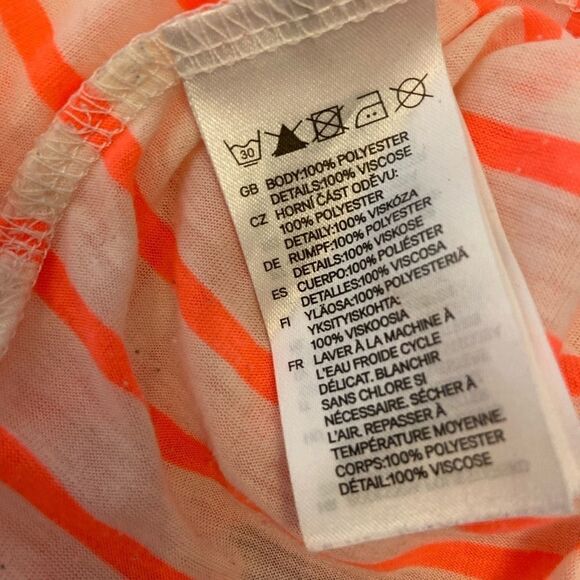 30
GB BODY:100% POLYESTER
DETAILS:100% VISCOSE
CZ HORNÍ ČÁST ODĚVU:
100% POLYESTER
DETAILY:100% VISKÓZA
DE RUMPF:100% POLYESTER
DETAILS:100% VISKOSE
ES CUERPO:100% POLIÉSTER
DETALLES:100% VISCOSA
FI YLÄOSA:100% POLYESTERIÄ
YKSITYISKOHTA:
100% VISKOOSIA
FR LAVER À LA MACHINE À
L'EAU FROIDE CYCLE
DÉLICAT. BLANCHIR
SANS CHLORE SI
NÉCESSAIRE. SÉCHER À
L'AIR. REPASSER À
TEMPÉRATURE MOYENNE.
CORPS:100% POLYESTER
DÉTAIL:100% VISCOSE